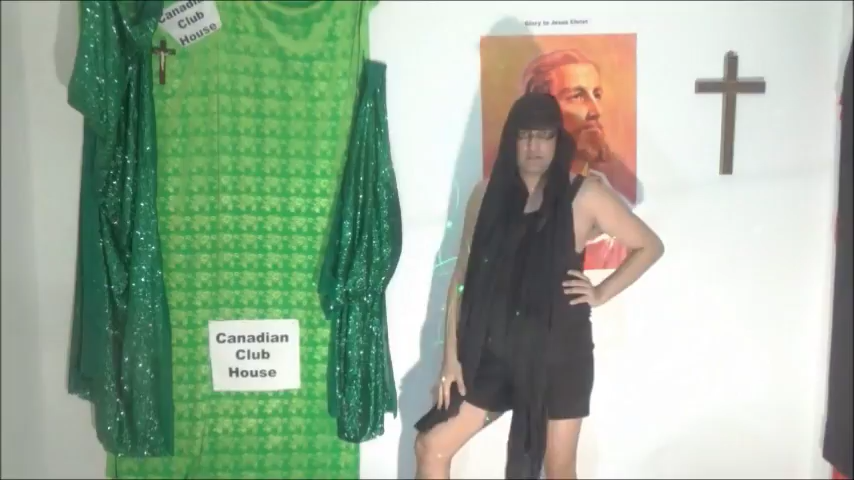 Canadian
Club
House
Glory to Jesus Christ
Canadian
Club
House